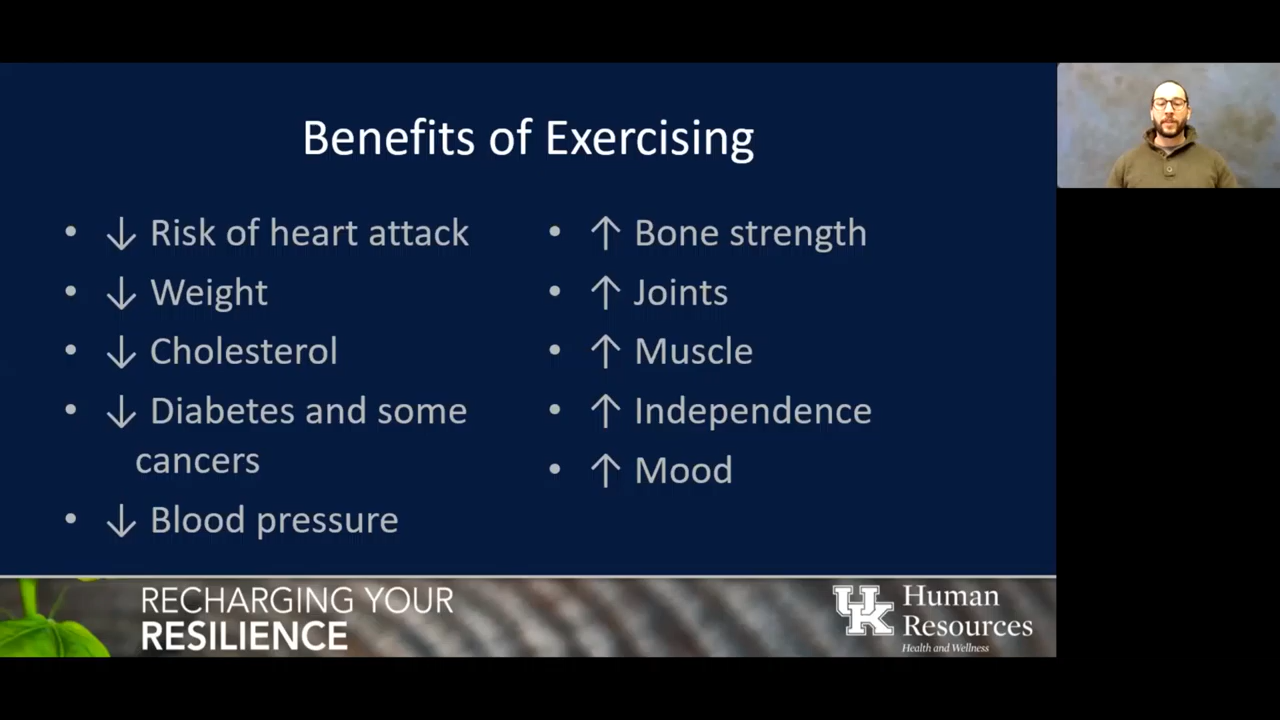 Benefits of Exercising
• ↓ Risk of heart attack
• ↓ Weight
• ↓ Cholesterol
• ↓ Diabetes and some
cancers
• ↓ Blood pressure
• ↑ Bone strength
• ↑ Joints
• ↑ Muscle
• ↑ Independence
• ↑ Mood
RECHARGING YOUR
RESILIENCE
UK Human
Resources
Health and Wellness